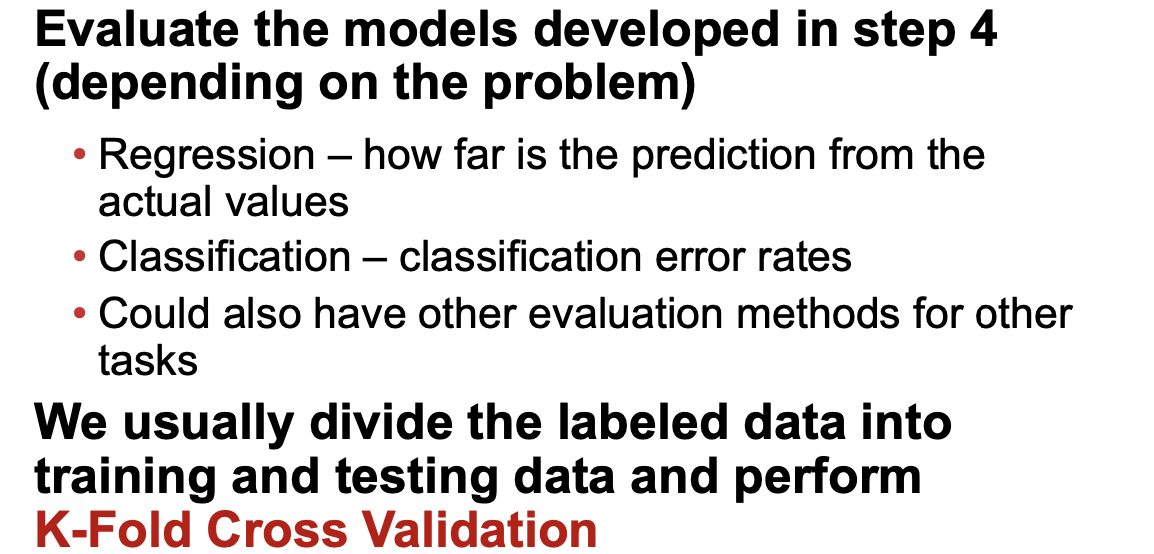 Evaluate the models developed in step 4
(depending on the problem)
• Regression – how far is the prediction from the
actual values
• Classification – classification error rates
• Could also have other evaluation methods for other
tasks
We usually divide the labeled data into
training and testing data and perform
K-Fold Cross Validation